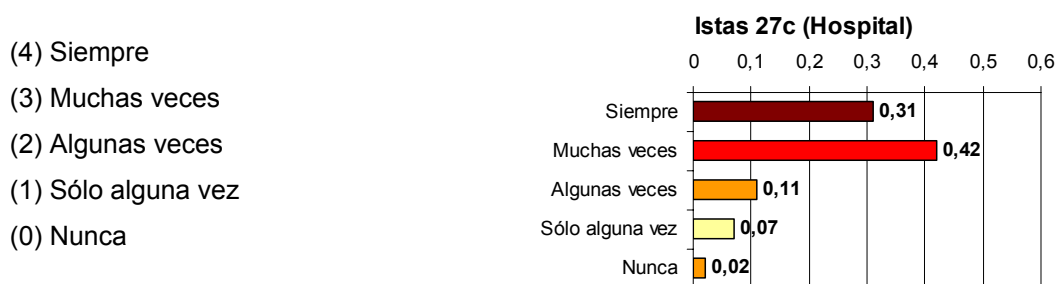 (4) Siempre
(3) Muchas veces
(2) Algunas veces
(1) Sólo alguna vez
(0) Nunca
Istas 27c (Hospital)
0 0,1 0,2 0,3 0,4 0,5 0,6
Siempre 0,31
Muchas veces 0,42
Algunas veces 0,11
Sólo alguna vez 0,07
Nunca 0,02